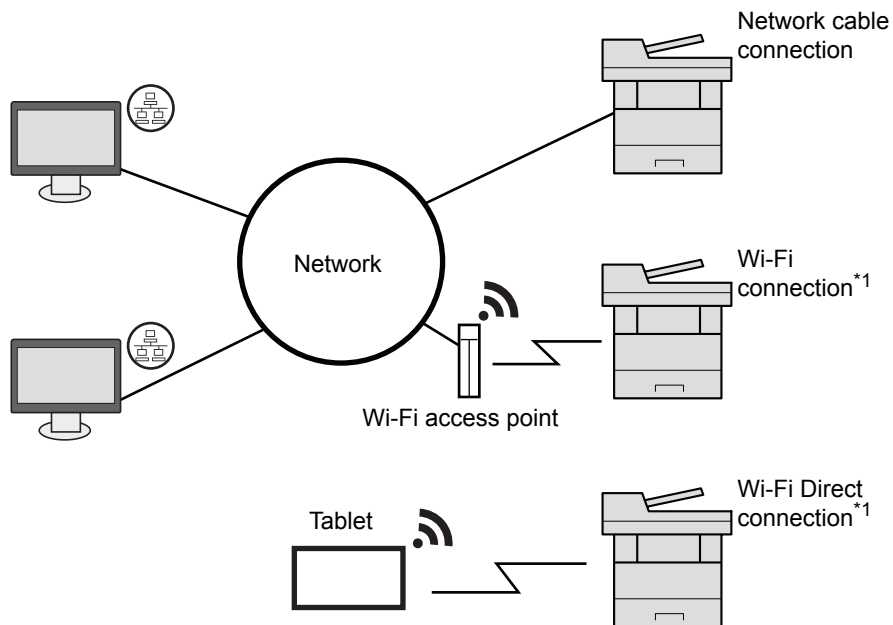 Network cable
connection
Network
Wi-Fi
connection*1
Wi-Fi access point
Wi-Fi Direct
connection*1
Tablet